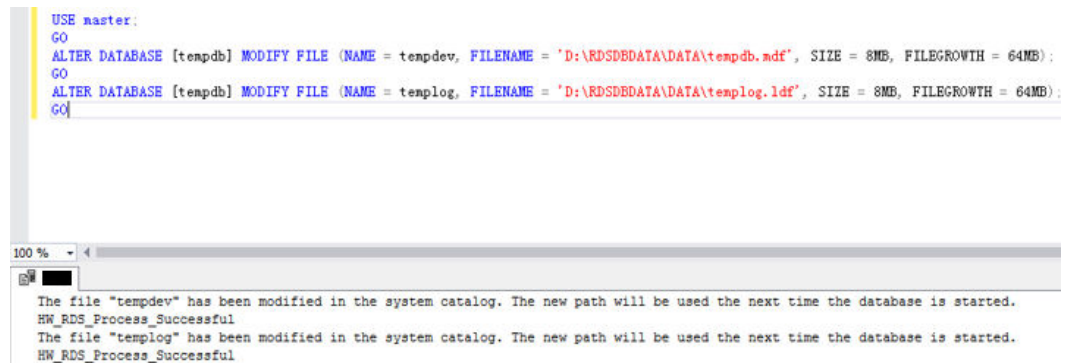 USE master;
GO
ALTER DATABASE [tempdb] MODIFY FILE (NAME = tempdev, FILENAME = 'D:\RDSDBDATA\DATA\tempdb.mdf', SIZE = 8MB, FILEGROWTH = 64MB);
GO
ALTER DATABASE [tempdb] MODIFY FILE (NAME = templog, FILENAME = 'D:\RDSDBDATA\DATA\templog.ldf', SIZE = 8MB, FILEGROWTH = 64MB);
GO
100 %
The file "tempdev" has been modified in the system catalog. The new path will be used the next time the database is started.
HW_RDS_Process_Successful
The file "templog" has been modified in the system catalog. The new path will be used the next time the database is started.
HW_RDS_Process_Successful